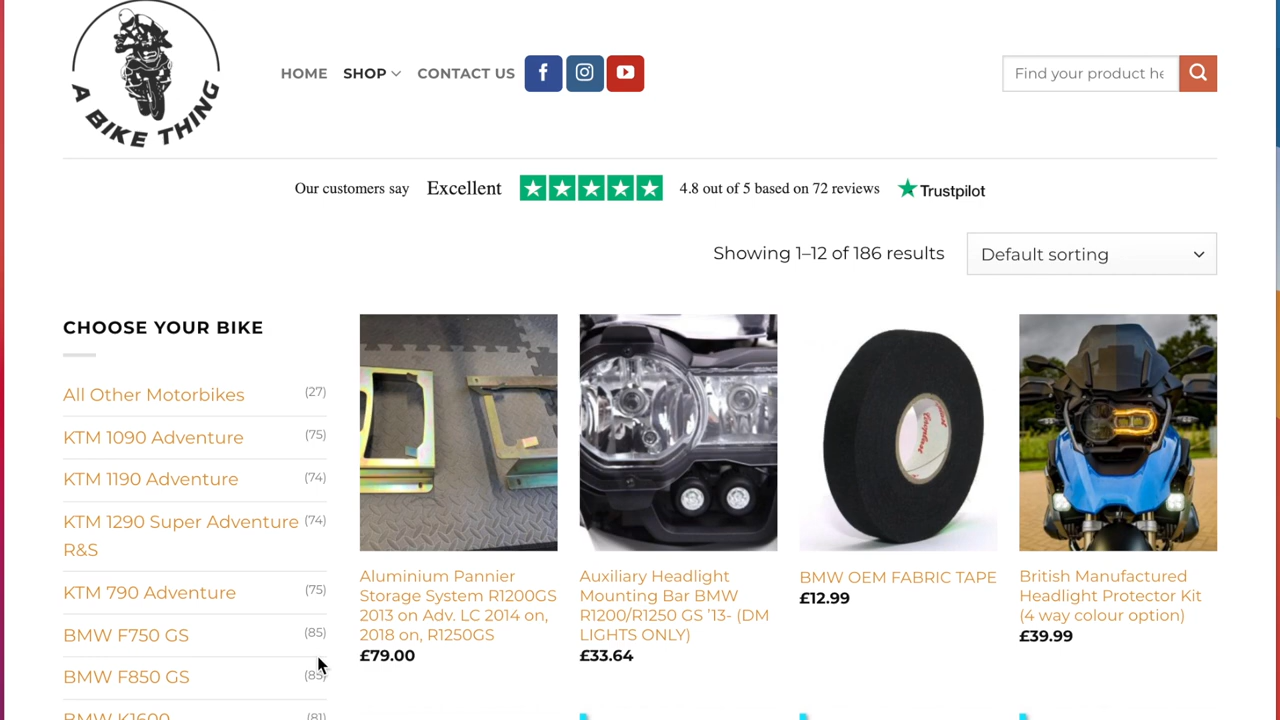 A BIKE THING
HOME SHOP CONTACT US
Find your product he
Our customers say Excellent 4.8 out of 5 based on 72 reviews Trustpilot
Showing 1–12 of 186 results Default sorting
CHOOSE YOUR BIKE
All Other Motorbikes (27)
KTM 1090 Adventure (75)
KTM 1190 Adventure (74)
KTM 1290 Super Adventure (74)
R&S
KTM 790 Adventure (75)
BMW F750 GS (85)
BMW F850 GS (85)
BMW K1600 (81)
Aluminium Pannier
Storage System R1200GS
2013 on Adv. LC 2014 on,
2018 on, R1250GS
£79.00
Auxiliary Headlight
Mounting Bar BMW
R1200/R1250 GS '13- (DM
LIGHTS ONLY)
£33.64
BMW OEM FABRIC TAPE
£12.99
British Manufactured
Headlight Protector Kit
(4 way colour option)
£39.99